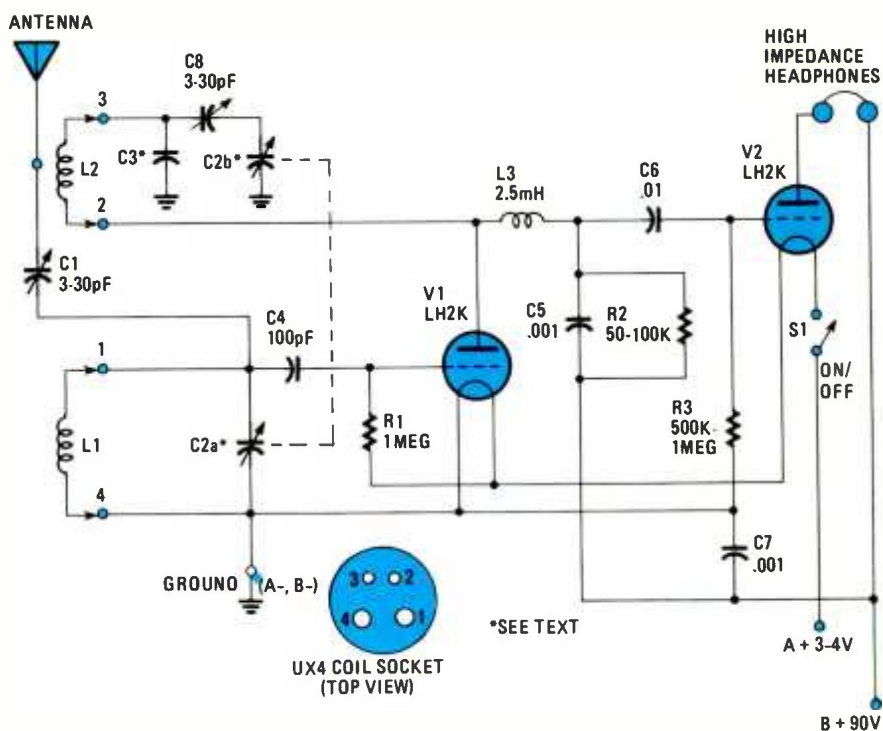 ANTENNA
HIGH
IMPEDANCE
HEADPHONES
C8
3-30pF
3
C3*
C2b*
L2
2
L3
2.5mH
C6
.01
V2
LH2K
C1
3-30pF
C4
100pF
V1
LH2K
C5
.001
R2
50-100K
S1
ON/
OFF
1
L1
C2a*
R1
1MEG
R3
500K-
1MEG
4
C7
.001
GROUNO (A-, B-)
3
2
4
1
*SEE TEXT
UX4 COIL SOCKET
(TOP VIEW)
A + 3-4V
B + 90V